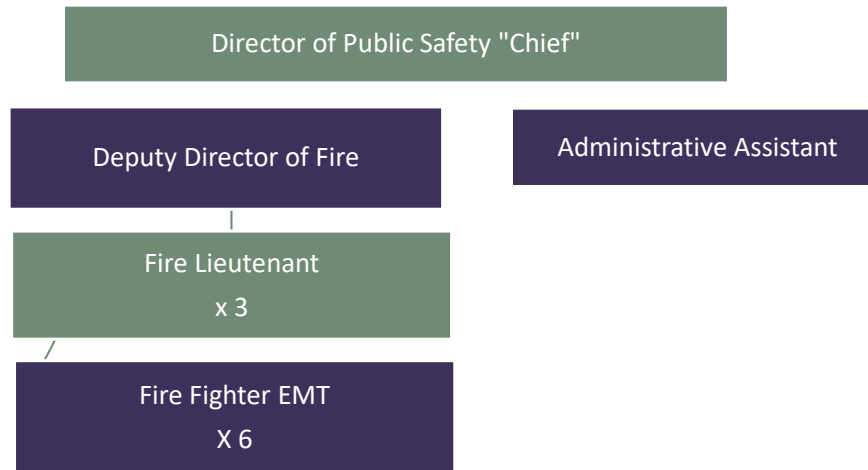 Director of Public Safety "Chief"
Deputy Director of Fire
Administrative Assistant
Fire Lieutenant
x 3
Fire Fighter EMT
X 6